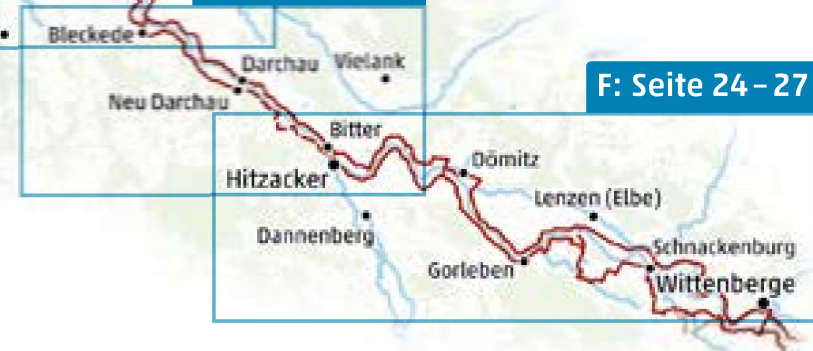 Bleckede
Darchau
Vielank
F: Seite 24–27
Neu Darchau
Bitter
Dömitz
Hitzacker
Lenzen (Elbe)
Dannenberg
Schnackenburg
Gorleben
Wittenberge